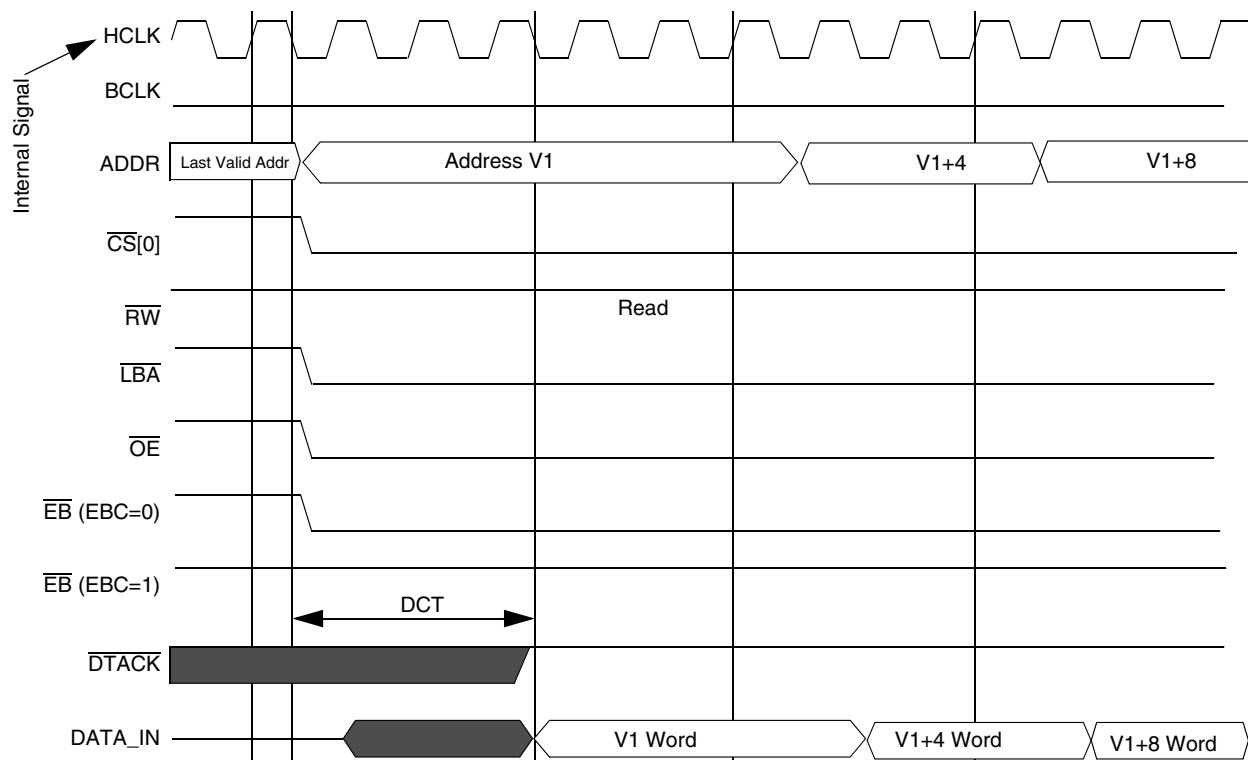 HCLK
Internal Signal
BCLK
ADDR Last Valid Addr Address V1 V1+4 V1+8
CS[0]
RW Read
LBA
OE
EB (EBC=0)
EB (EBC=1)
DCT
DTACK
DATA_IN V1 Word V1+4 Word V1+8 Word